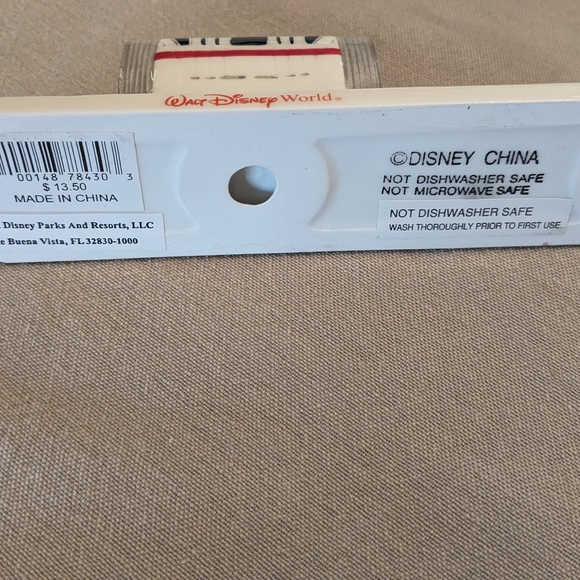 WALT DISNEY WORLD®
00148 78430 3
$ 13.50
MADE IN CHINA
Disney Parks And Resorts, LLC
Buena Vista, FL 32830-1000
©DISNEY CHINA
NOT DISHWASHER SAFE
NOT MICROWAVE SAFE
NOT DISHWASHER SAFE
WASH THOROUGHLY PRIOR TO FIRST USE.